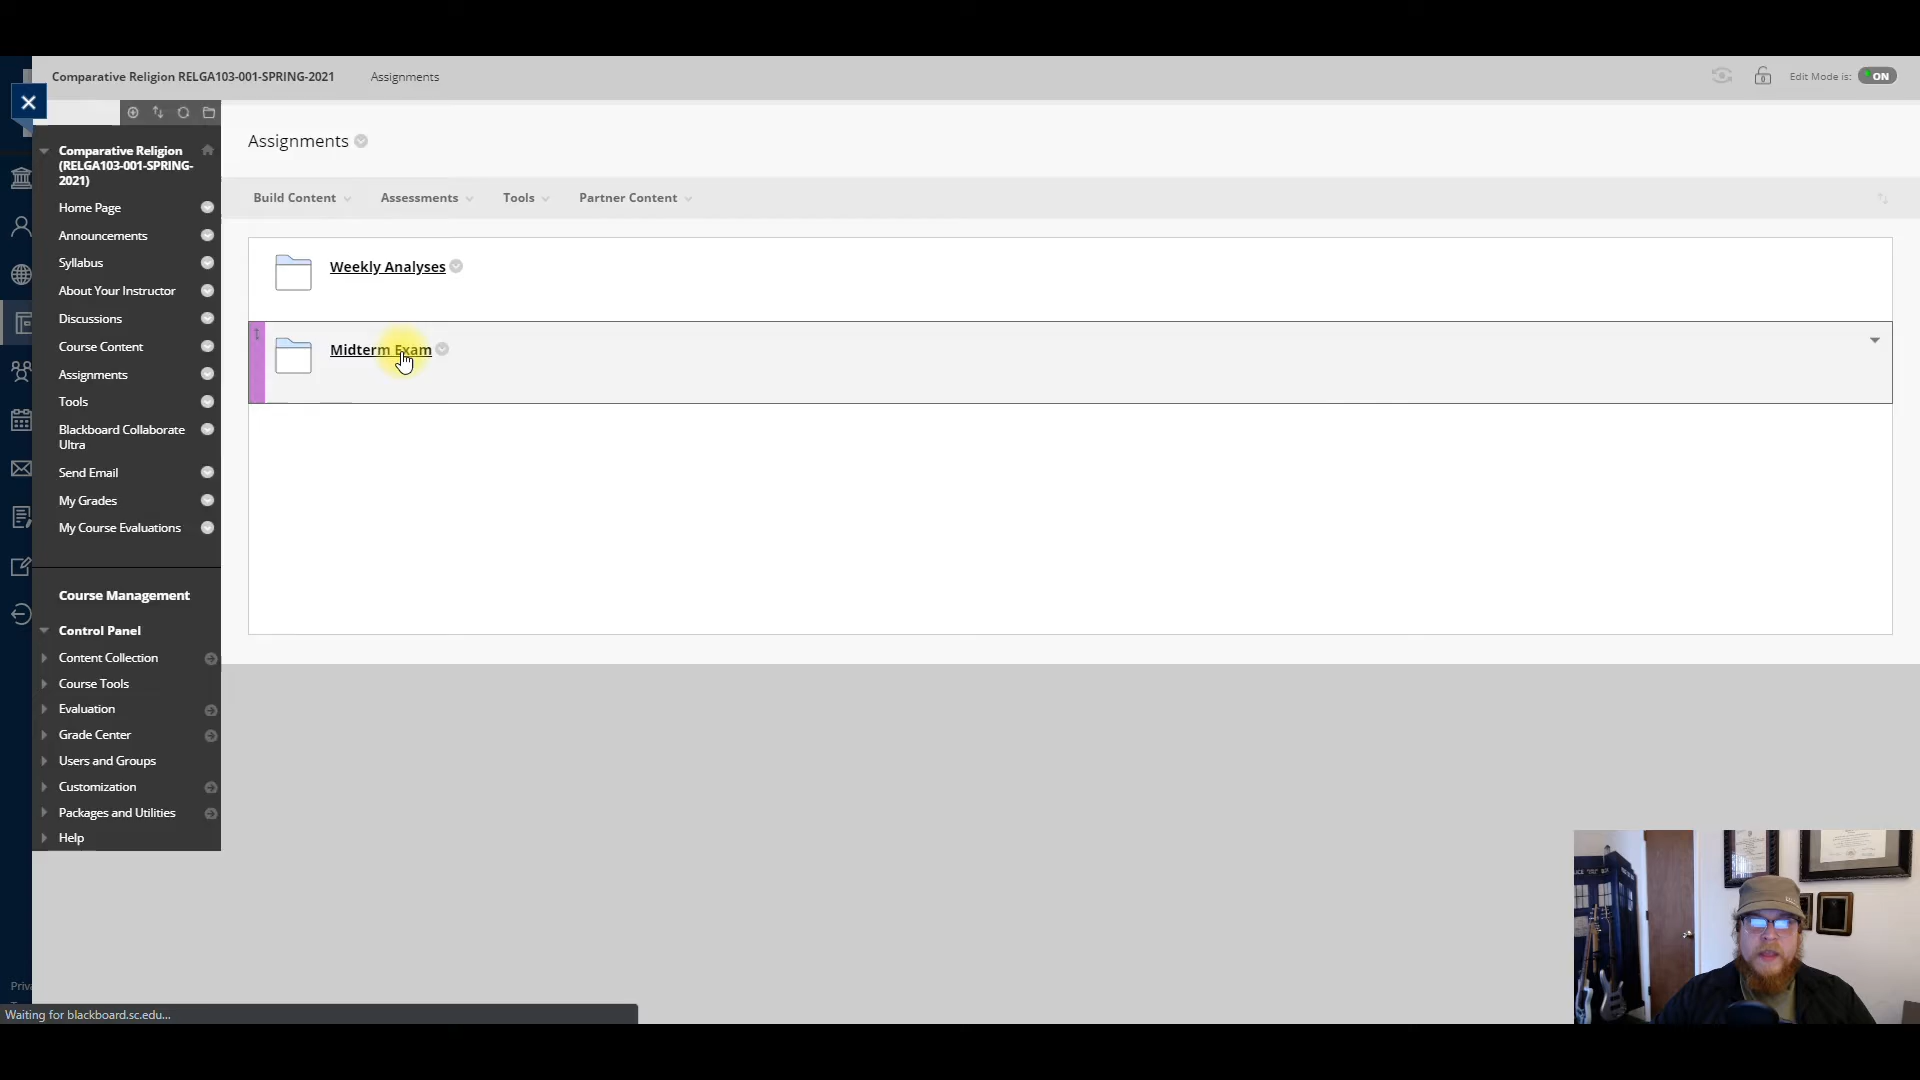 Comparative Religion RELGA103-001-SPRING-2021
Assignments
Edit Mode is:
ON
Comparative Religion
(RELGA103-001-SPRING-
2021)
Home Page
Announcements
Syllabus
About Your Instructor
Discussions
Course Content
Assignments
Tools
Blackboard Collaborate
Ultra
Send Email
My Grades
My Course Evaluations
Course Management
Control Panel
Content Collection
Course Tools
Evaluation
Grade Center
Users and Groups
Customization
Packages and Utilities
Help
Assignments
Build Content
Assessments
Tools
Partner Content
Weekly Analyses
Midterm Exam
Waiting for blackboard.sc.edu...